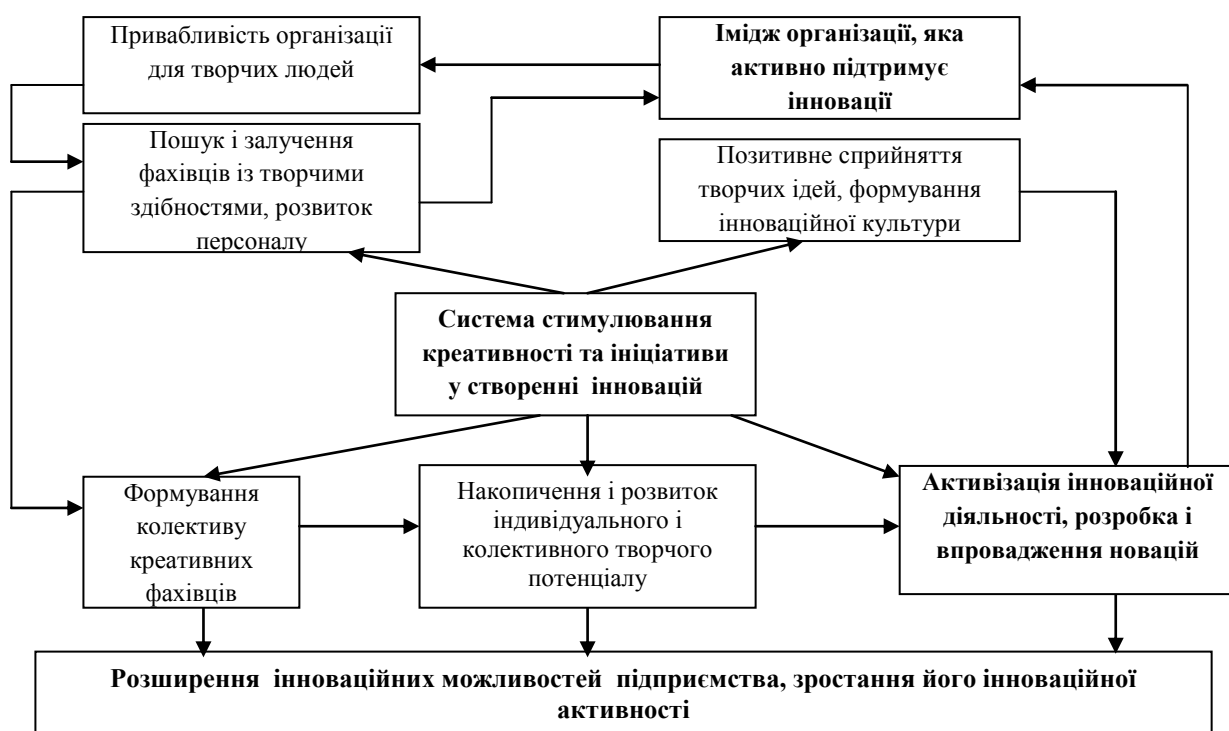 Привабливість організації
для творчих людей
Імідж організації, яка
активно підтримує
інновації
Пошук і залучення
фахівців із творчими
здібностями, розвиток
персоналу
Позитивне сприйняття
творчих ідей, формування
інноваційної культури
Система стимулювання
креативності та ініціативи
у створенні інновацій
Формування
колективу
креативних
фахівців
Накопичення і розвиток
індивідуального і
колективного творчого
потенціалу
Активізація інноваційної
діяльності, розробка і
впровадження новацій
Розширення інноваційних можливостей підприємства, зростання його інноваційної
активності